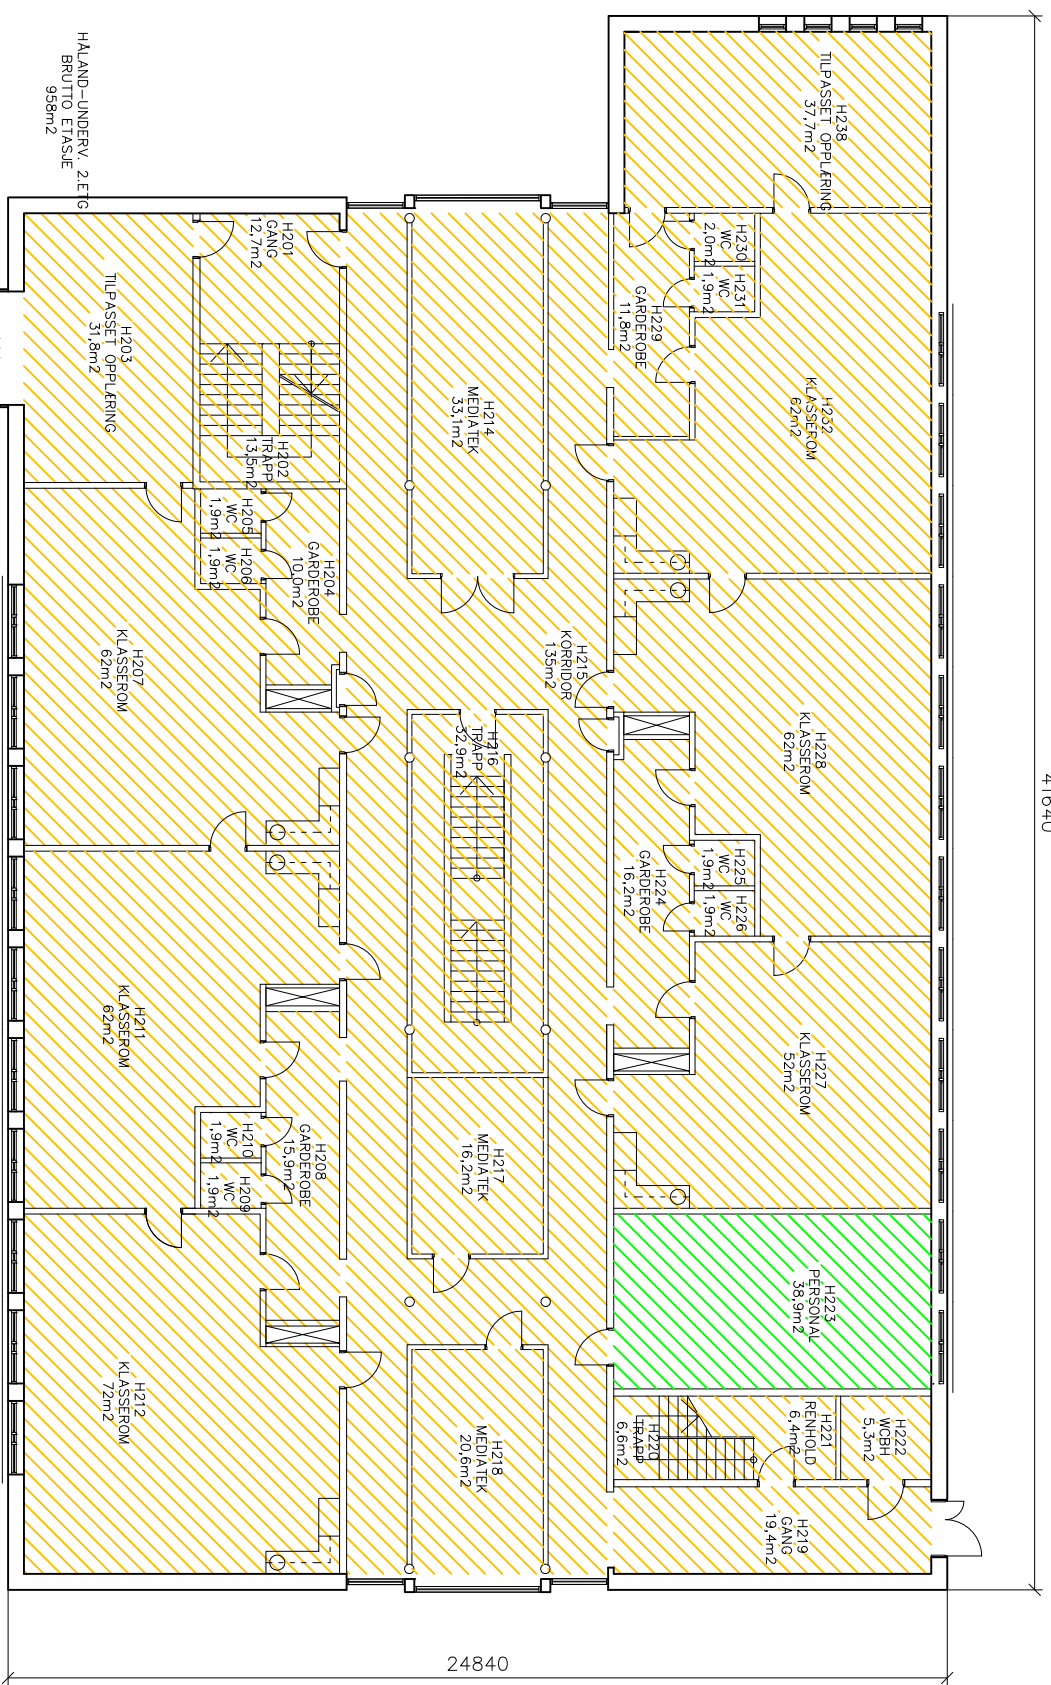 HÅLAND-UNDERV. 2.ETG
BRUTTO ETASJE
958m2
41640
24840
H238
TILPASSET OPPLÆRING
37,7m2
H230
WC
2,0m2
H231
WC
1,9m2
H229
GARDEROBE
11,8m2
H232
KLASSEROM
62m2
H201
GANG
12,7m2
H203
TILPASSET OPPLÆRING
31,8m2
H202
TRAPP
13,5m2
H214
MEDIATEK
33,1m2
H205
WC
1,9m2
H206
WC
1,9m2
H204
GARDEROBE
10,0m2
H207
KLASSEROM
62m2
H215
KORRIDOR
135m2
H216
TRAPP
32,9m2
H228
KLASSEROM
62m2
H225
WC
1,9m2
H226
WC
1,9m2
H224
GARDEROBE
16,2m2
H227
KLASSEROM
52m2
H211
KLASSEROM
62m2
H210
WC
1,9m2
H209
WC
1,9m2
H208
GARDEROBE
15,9m2
H217
MEDIATEK
16,2m2
H223
PERSONAL
38,9m2
H212
KLASSEROM
72m2
H218
MEDIATEK
20,6m2
H220
TRAPP
6,6m2
H221
RENHOLD
6,4m2
H222
WCBH
5,3m2
H219
GANG
19,4m2